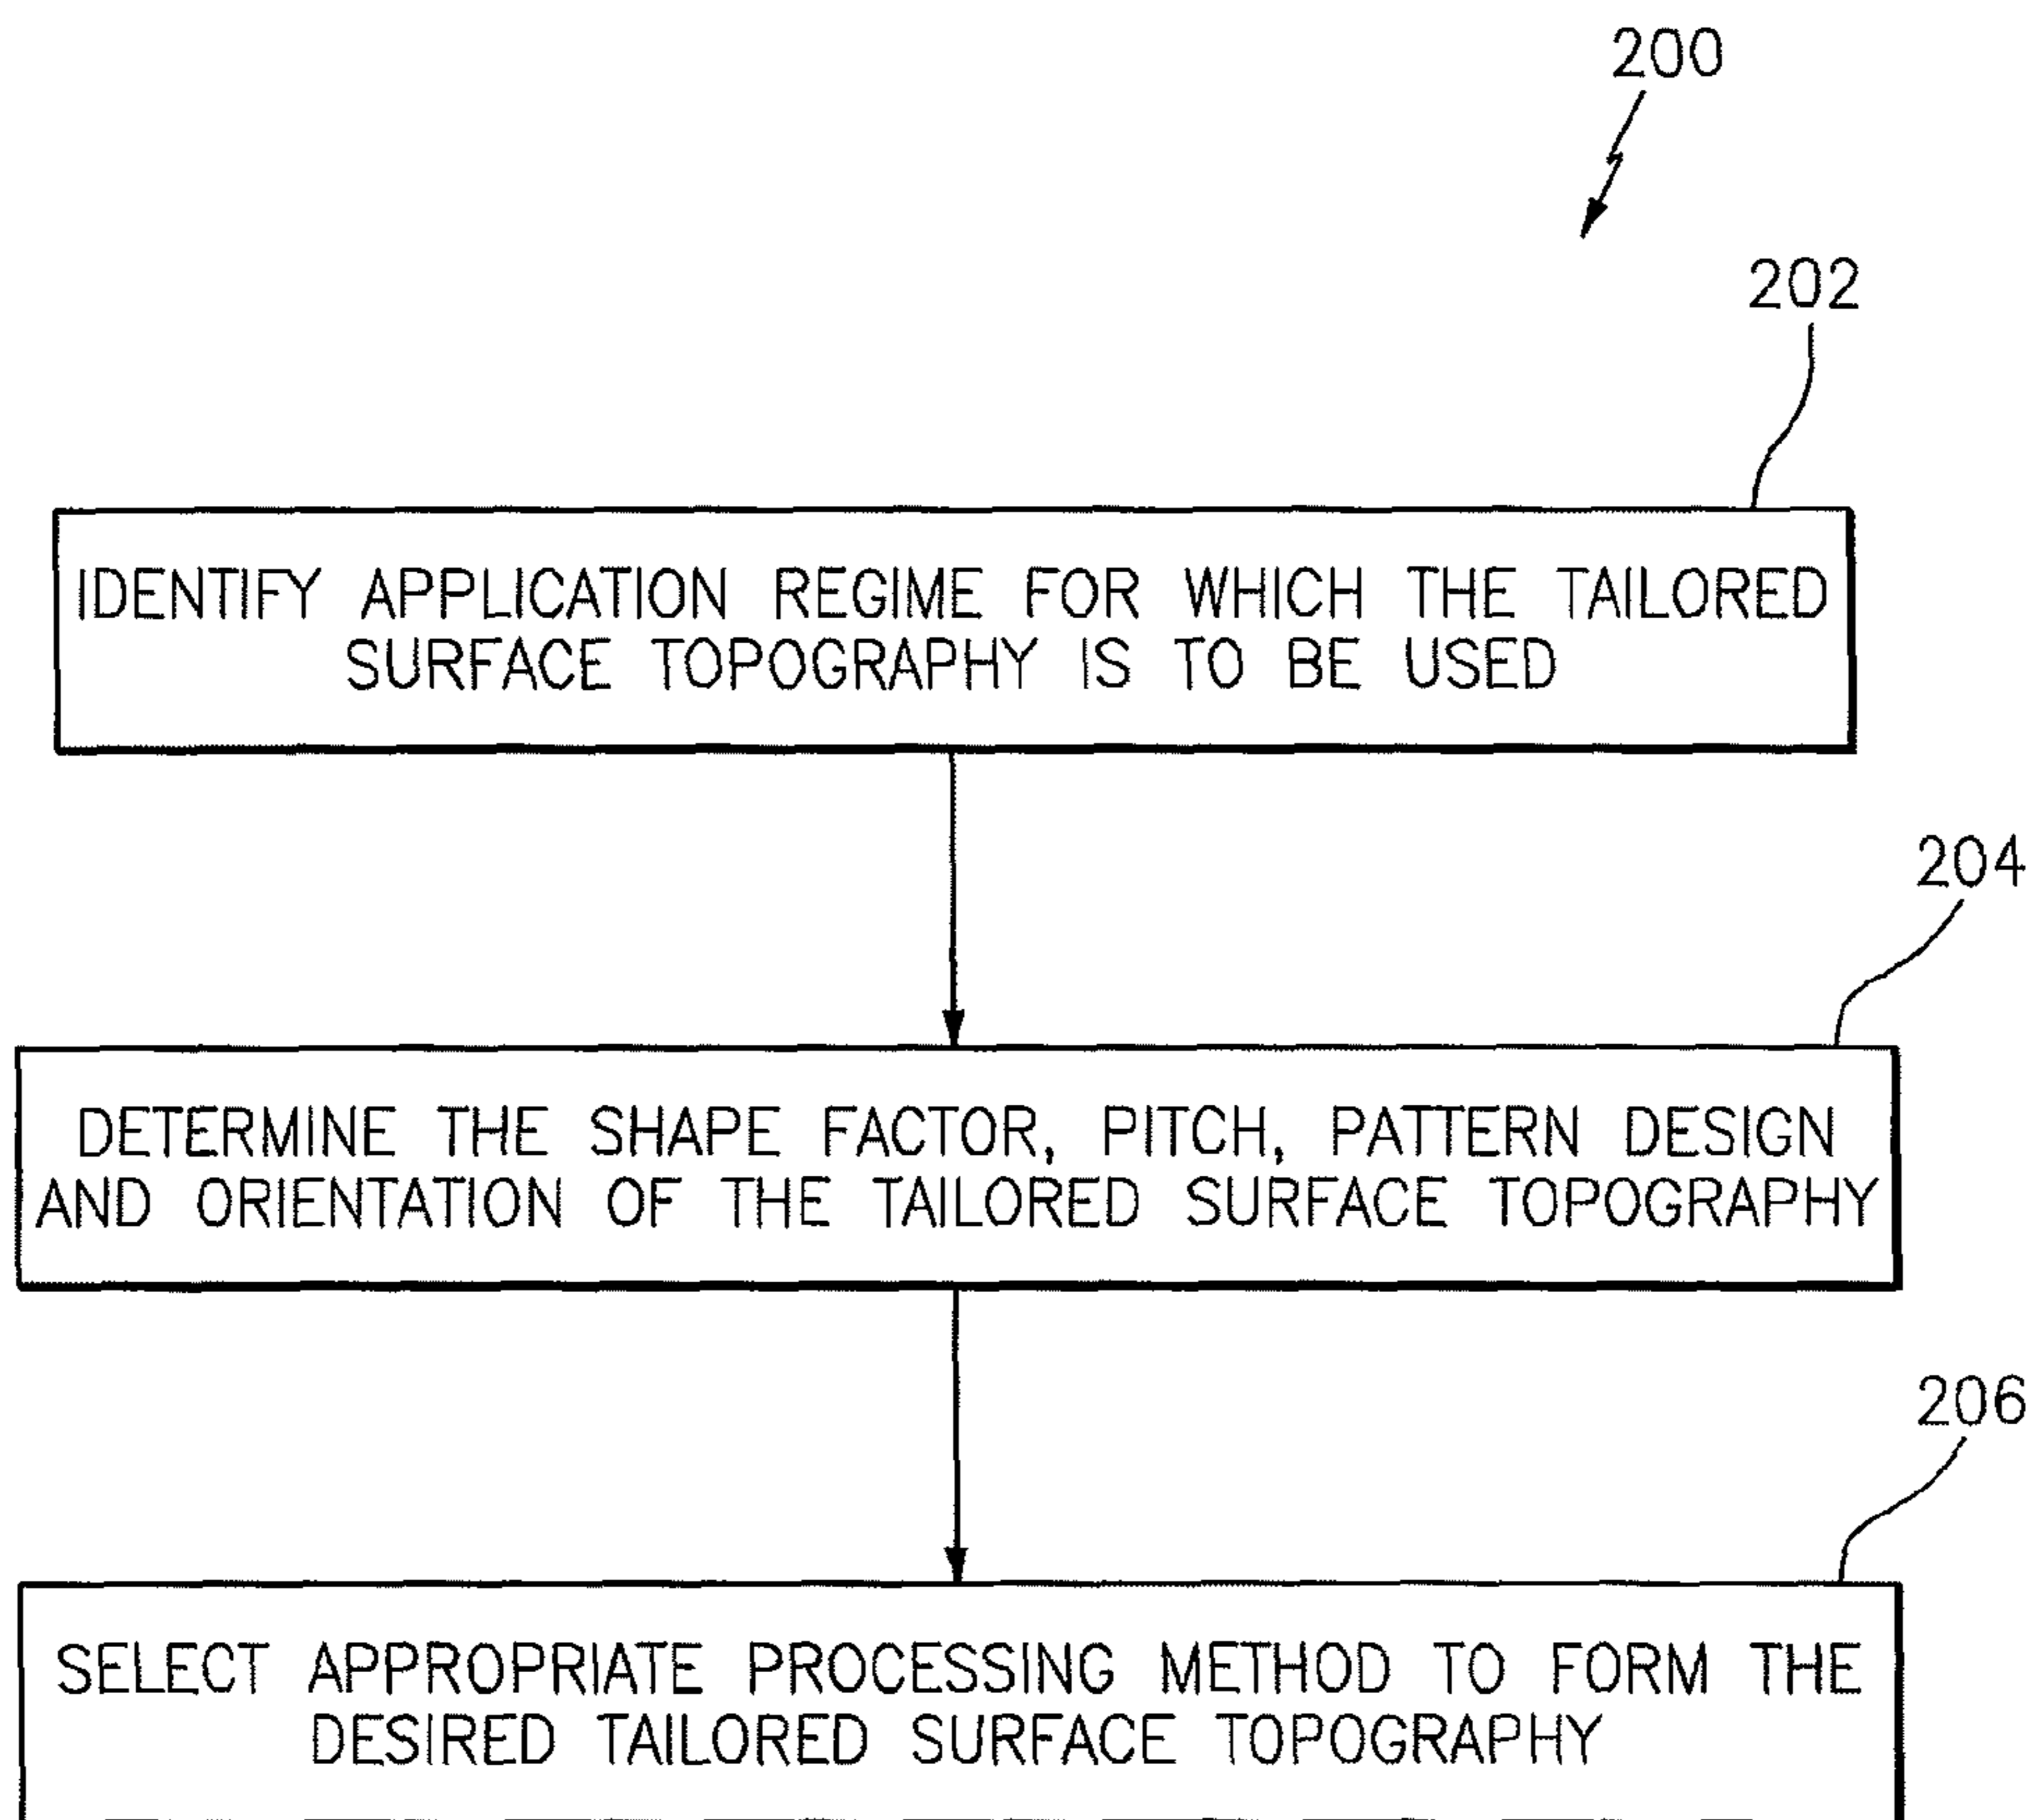 200
202
IDENTIFY APPLICATION REGIME FOR WHICH THE TAILORED
SURFACE TOPOGRAPHY IS TO BE USED
204
DETERMINE THE SHAPE FACTOR, PITCH, PATTERN DESIGN
AND ORIENTATION OF THE TAILORED SURFACE TOPOGRAPHY
206
SELECT APPROPRIATE PROCESSING METHOD TO FORM THE
DESIRED TAILORED SURFACE TOPOGRAPHY